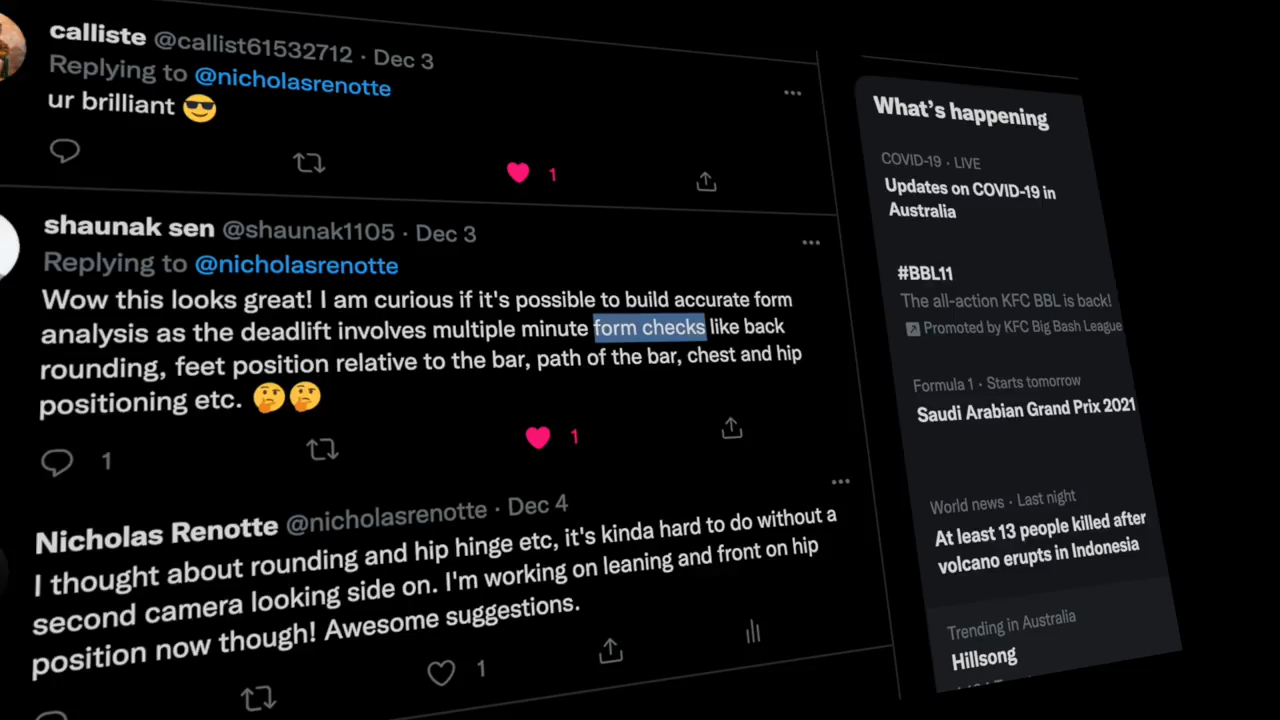 calliste @callist61532712 · Dec 3
Replying to @nicholasrenotte
ur brilliant 😎
1
shaunak sen @shaunak1105 · Dec 3
Replying to @nicholasrenotte
Wow this looks great! I am curious if it's possible to build accurate form
analysis as the deadlift involves multiple minute form checks like back
rounding, feet position relative to the bar, path of the bar, chest and hip
positioning etc. 🤔🤔
1 1
Nicholas Renotte @nicholasrenotte · Dec 4
I thought about rounding and hip hinge etc, it's kinda hard to do without a
second camera looking side on. I'm working on leaning and front on hip
position now though! Awesome suggestions.
1
What's happening
COVID-19 · LIVE
Updates on COVID-19 in
Australia
#BBL11
The all-action KFC BBL is back!
Promoted by KFC Big Bash League
Formula 1 · Starts tomorrow
Saudi Arabian Grand Prix 2021
World news · Last night
At least 13 people killed after
volcano erupts in Indonesia
Trending in Australia
Hillsong